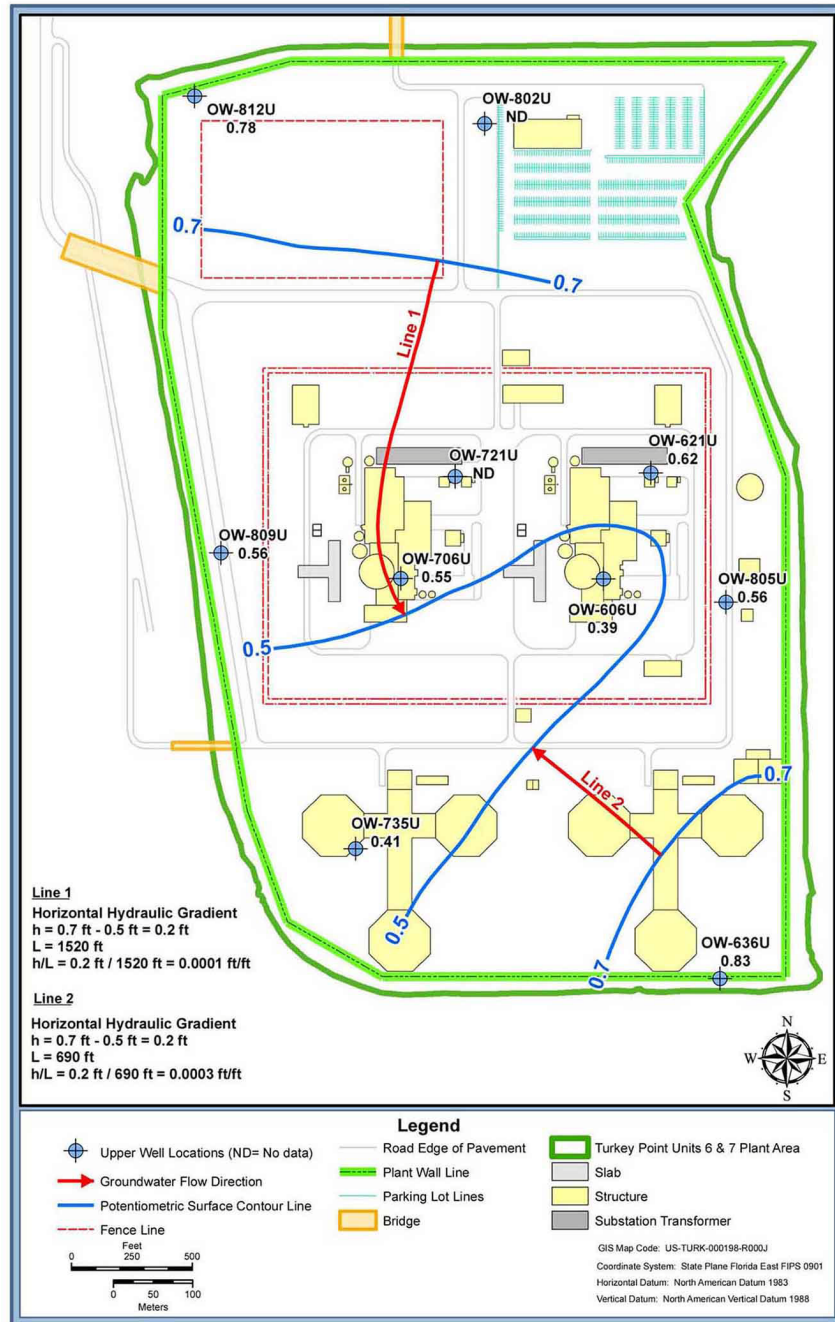 OW-812U
0.78
OW-802U
ND
0.7
0.7
Line 1
OW-721U
ND
OW-621U
0.62
OW-809U
0.56
OW-706U
0.55
OW-606U
0.39
OW-805U
0.56
0.5
Line 2
0.7
OW-735U
0.41
0.5
0.7
OW-636U
0.83
Line 1
Horizontal Hydraulic Gradient
h = 0.7 ft - 0.5 ft = 0.2 ft
L = 1520 ft
h/L = 0.2 ft / 1520 ft = 0.0001 ft/ft
Line 2
Horizontal Hydraulic Gradient
h = 0.7 ft - 0.5 ft = 0.2 ft
L = 690 ft
h/L = 0.2 ft / 690 ft = 0.0003 ft/ft
N
W E
S
Legend
Upper Well Locations (ND= No data)
Groundwater Flow Direction
Potentiometric Surface Contour Line
Fence Line
Road Edge of Pavement
Plant Wall Line
Parking Lot Lines
Bridge
Turkey Point Units 6 & 7 Plant Area
Slab
Structure
Substation Transformer
Feet
0 250 500
0 50 100
Meters
GIS Map Code: US-TURK-000198-R000J
Coordinate System: State Plane Florida East FIPS 0901
Horizontal Datum: North American Datum 1983
Vertical Datum: North American Vertical Datum 1988